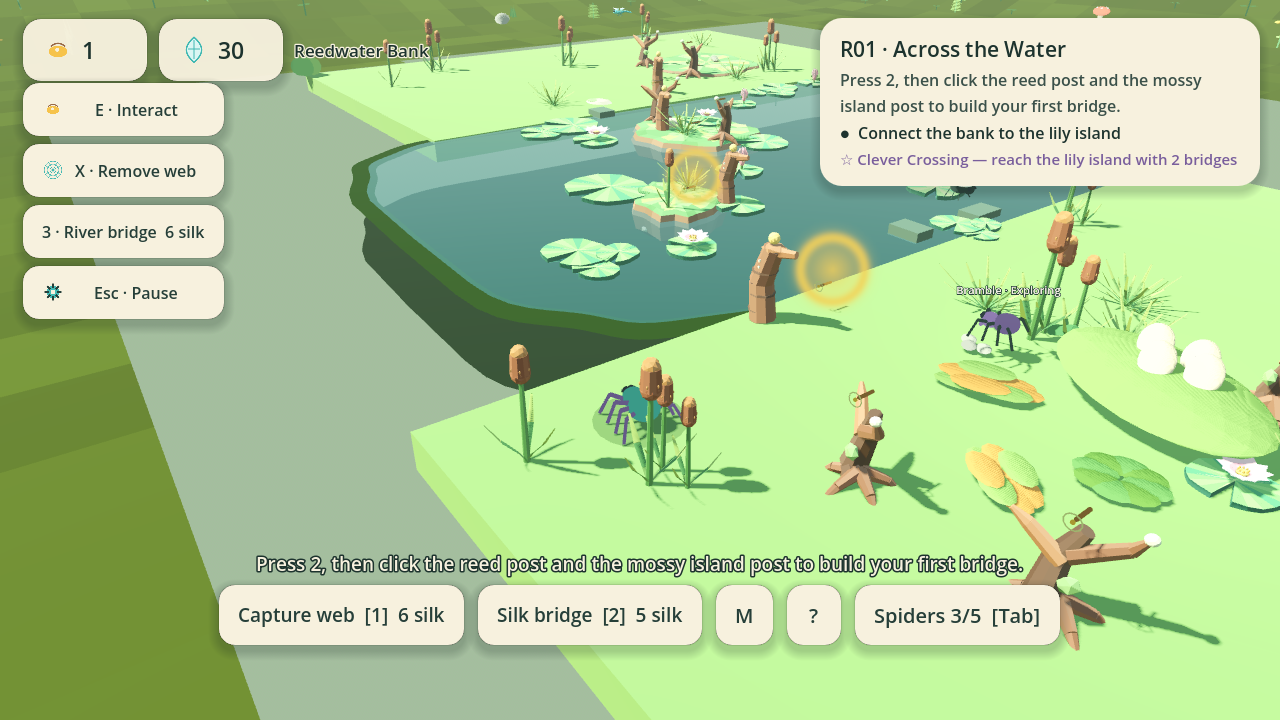 1
30
Reedwater Bank
E · Interact
X · Remove web
3 · River bridge 6 silk
Esc · Pause
R01 · Across the Water
Press 2, then click the reed post and the mossy
island post to build your first bridge.
● Connect the bank to the lily island
☆ Clever Crossing — reach the lily island with 2 bridges
Bramble · Exploring
Press 2, then click the reed post and the mossy island post to build your first bridge.
Capture web [1] 6 silk
Silk bridge [2] 5 silk
M
?
Spiders 3/5 [Tab]